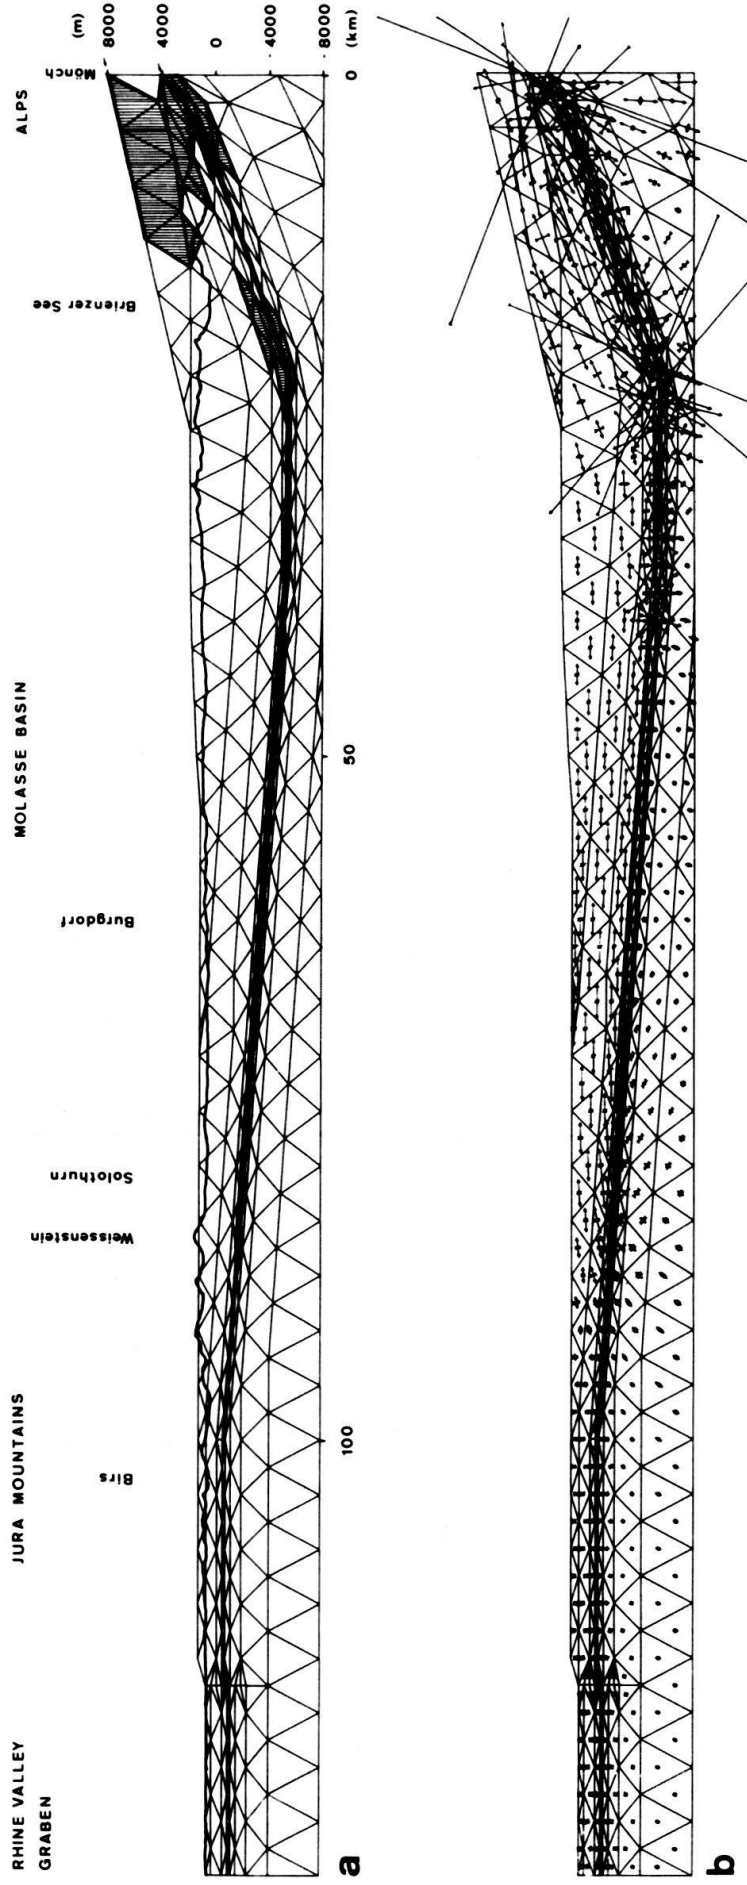 RHINE VALLEY
GRABEN
JURA MOUNTAINS
MOLASSE BASIN
ALPS
Birs
Weissenstein
Solothurn
Burgdorf
Brienzer See
Mönch
(m)
8000
4000
0
4000
8000
100
50
0 (km)
a
b